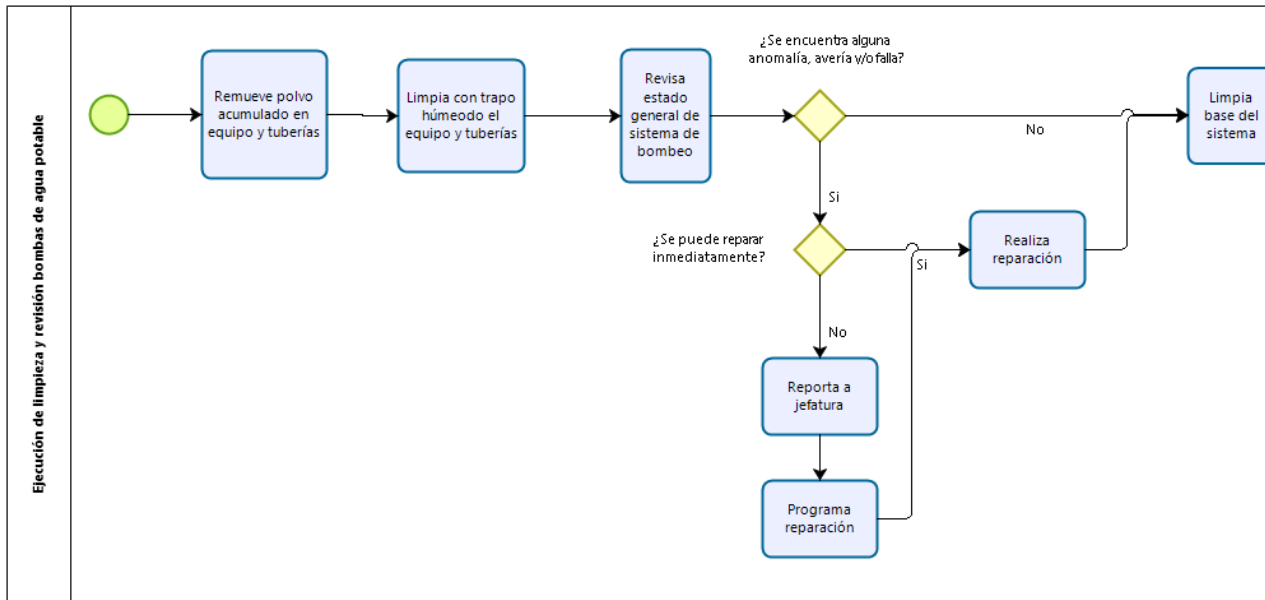 Ejecución de limpieza y revisión bombas de agua potable
Remueve polvo
acumulado en
equipo y tuberías
Limpia con trapo
húmeodo el
equipo y tuberías
Revisa
estado
general de
sistema de
bombeo
¿Se encuentra alguna
anomalía, avería y/o falla?
No
Limpia
base del
sistema
Si
¿Se puede reparar
inmediatamente?
Si
Realiza
reparación
No
Reporta a
jefatura
Programa
reparación